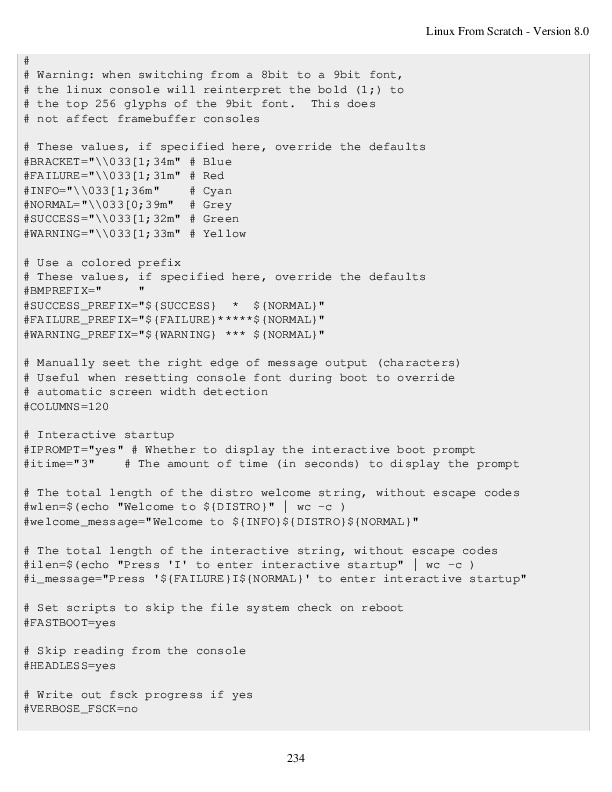 Linux From Scratch - Version 8.0
#
# Warning: when switching from a 8bit to a 9bit font,
# the linux console will reinterpret the bold (1;) to
# the top 256 glyphs of the 9bit font.  This does
# not affect framebuffer consoles
# These values, if specified here, override the defaults
#BRACKET="\\033[1;34m" # Blue
#FAILURE="\\033[1;31m" # Red
#INFO="\\033[1;36m"    # Cyan
#NORMAL="\\033[0;39m"  # Grey
#SUCCESS="\\033[1;32m" # Green
#WARNING="\\033[1;33m" # Yellow
# Use a colored prefix
# These values, if specified here, override the defaults
#BMPREFIX="     "
#SUCCESS_PREFIX="${SUCCESS}  *  ${NORMAL}"
#FAILURE_PREFIX="${FAILURE}*****${NORMAL}"
#WARNING_PREFIX="${WARNING} *** ${NORMAL}"
# Manually seet the right edge of message output (characters)
# Useful when resetting console font during boot to override
# automatic screen width detection
#COLUMNS=120
# Interactive startup
#IPROMPT="yes" # Whether to display the interactive boot prompt
#itime="3"    # The amount of time (in seconds) to display the prompt
# The total length of the distro welcome string, without escape codes
#wlen=$(echo "Welcome to ${DISTRO}" | wc -c )
#welcome_message="Welcome to ${INFO}${DISTRO}${NORMAL}"
# The total length of the interactive string, without escape codes
#ilen=$(echo "Press 'I' to enter interactive startup" | wc -c )
#i_message="Press '${FAILURE}I${NORMAL}' to enter interactive startup"
# Set scripts to skip the file system check on reboot
#FASTBOOT=yes
# Skip reading from the console
#HEADLESS=yes
# Write out fsck progress if yes
#VERBOSE_FSCK=no
234